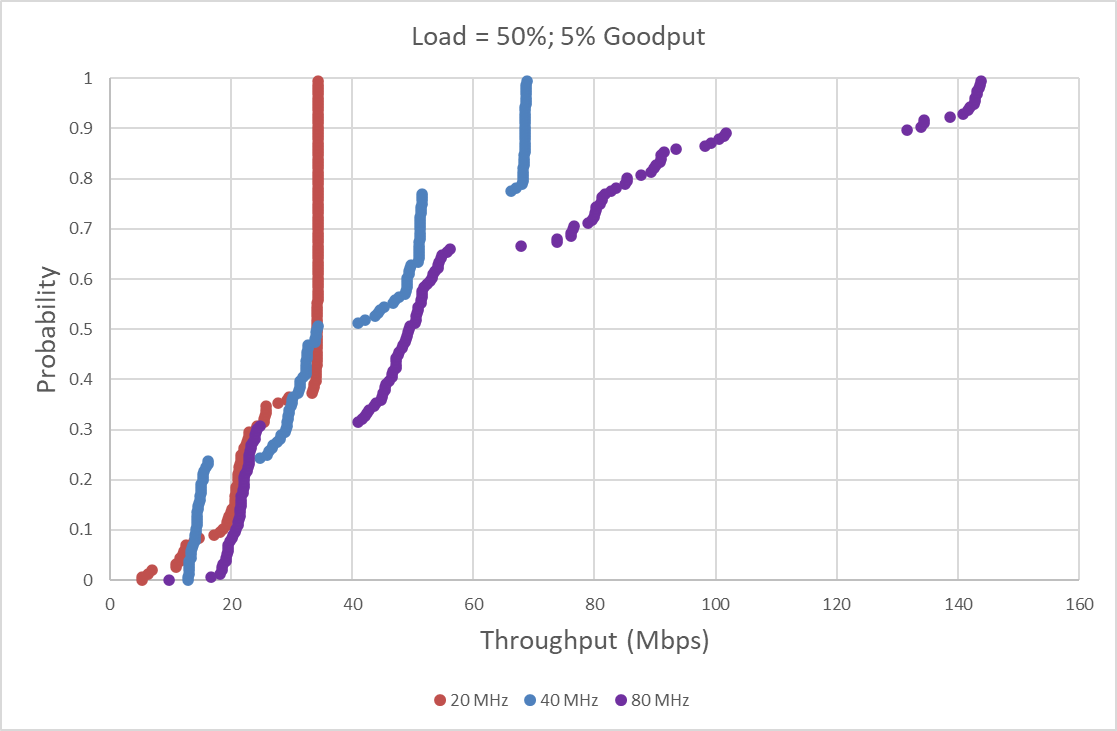 Load = 50%; 5% Goodput
1
0.9
0.8
0.7
0.6
0.5
0.4
0.3
0.2
0.1
0
Probability
0 20 40 60 80 100 120 140 160
Throughput (Mbps)
20 MHz 40 MHz 80 MHz